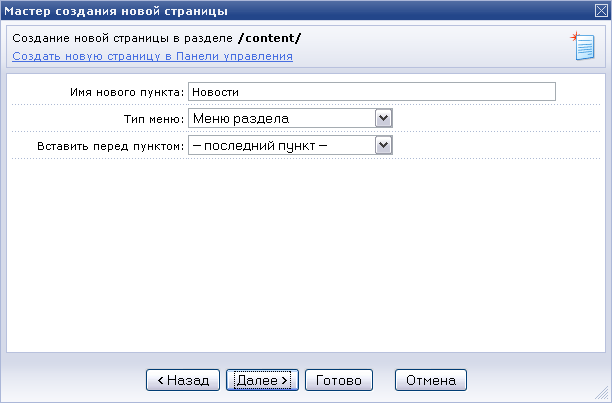 Мастер создания новой страницы
Создание новой страницы в разделе /content/
Создать новую страницу в Панели управления
Имя нового пункта: Новости
Тип меню: Меню раздела
Вставить перед пунктом: — последний пункт —
< Назад Далее > Готово Отмена